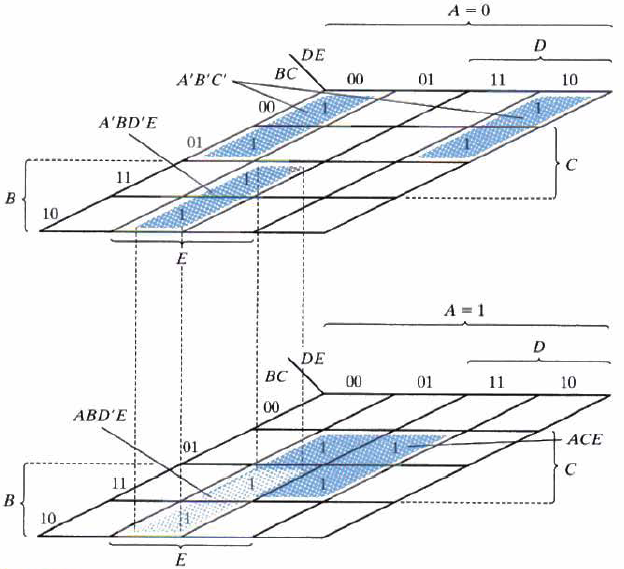 A = 0
D
DE
BC
00 01 11 10
A'B'C'
00 1 1
A'BD'E
01 1 1
11 1
B
C
10 1
E
A = 1
D
DE
BC
00 01 11 10
00
ABD'E
01 1 1
ACE
11 1 1
B
C
10 1
E